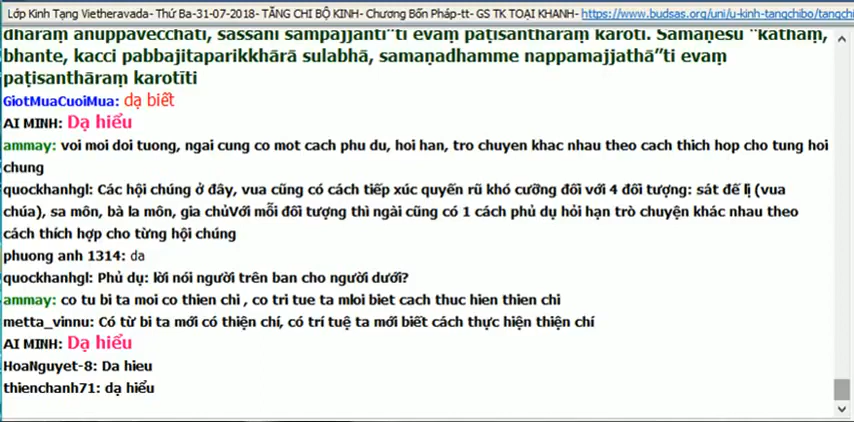 Lớp Kinh Tạng Vietheravada- Thứ Ba-31-07-2018- TĂNG CHI BỘ KINH- Chương Bốn Pháp-tt- GS TK TOẠI KHANH- https://www.budsas.org/uni/u-kinh-tangchibo/tangchi
dhāraṃ anuppavecchati, sassāni sampajjantī”ti evaṃ paṭisanthāraṃ karoti. Samaṇesu “kathaṃ,
bhante, kacci pabbajitaparikkhārā sulabhā, samaṇadhamme nappamajjathā”ti evaṃ
paṭisanthāraṃ karotīti
GiotMuaCuoiMua: dạ biết
AI MINH: Dạ hiểu
ammay: voi moi doi tuong, ngai cung co mot cach phu du, hoi han, tro chuyen khac nhau theo cach thich hop cho tung hoi
chung
quockhanhgl: Các hội chúng ở đây, vua cũng có cách tiếp xúc quyến rũ khó cưỡng đối với 4 đối tượng: sát đế lị (vua
chúa), sa môn, bà la môn, gia chủVới mỗi đối tượng thì ngài cũng có 1 cách phủ dụ hỏi hạn trò chuyện khác nhau theo
cách thích hợp cho từng hội chúng
phuong anh 1314: da
quockhanhgl: Phủ dụ: lời nói người trên ban cho người dưới?
ammay: co tu bi ta moi co thien chi , co tri tue ta mloi biet cach thuc hien thien chi
metta_vinnu: Có từ bi ta mới có thiện chí, có trí tuệ ta mới biết cách thực hiện thiện chí
AI MINH: Dạ hiểu
HoaNguyet-8: Da hieu
thienchanh71: dạ hiểu